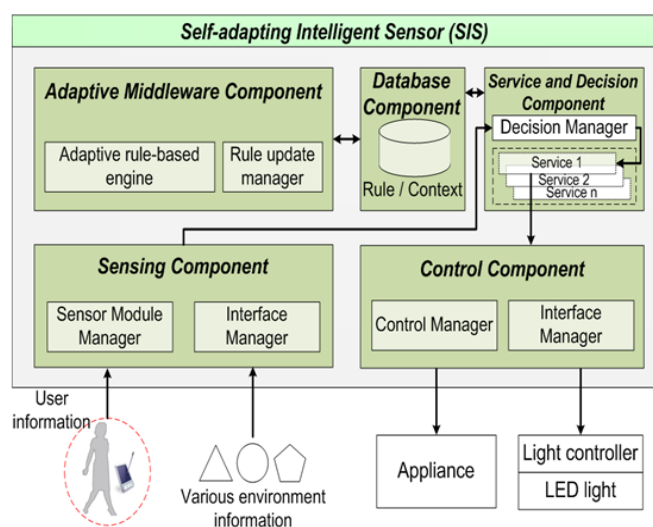 Self-adapting Intelligent Sensor (SIS)
Adaptive Middleware Component
Adaptive rule-based
engine
Rule update
manager
Database
Component
Rule / Context
Service and Decision
Component
Decision Manager
Service 1
Service 2
Service n
Sensing Component
Sensor Module
Manager
Interface
Manager
Control Component
Control Manager
Interface
Manager
User
information
Various environment
information
Appliance
Light controller
LED light